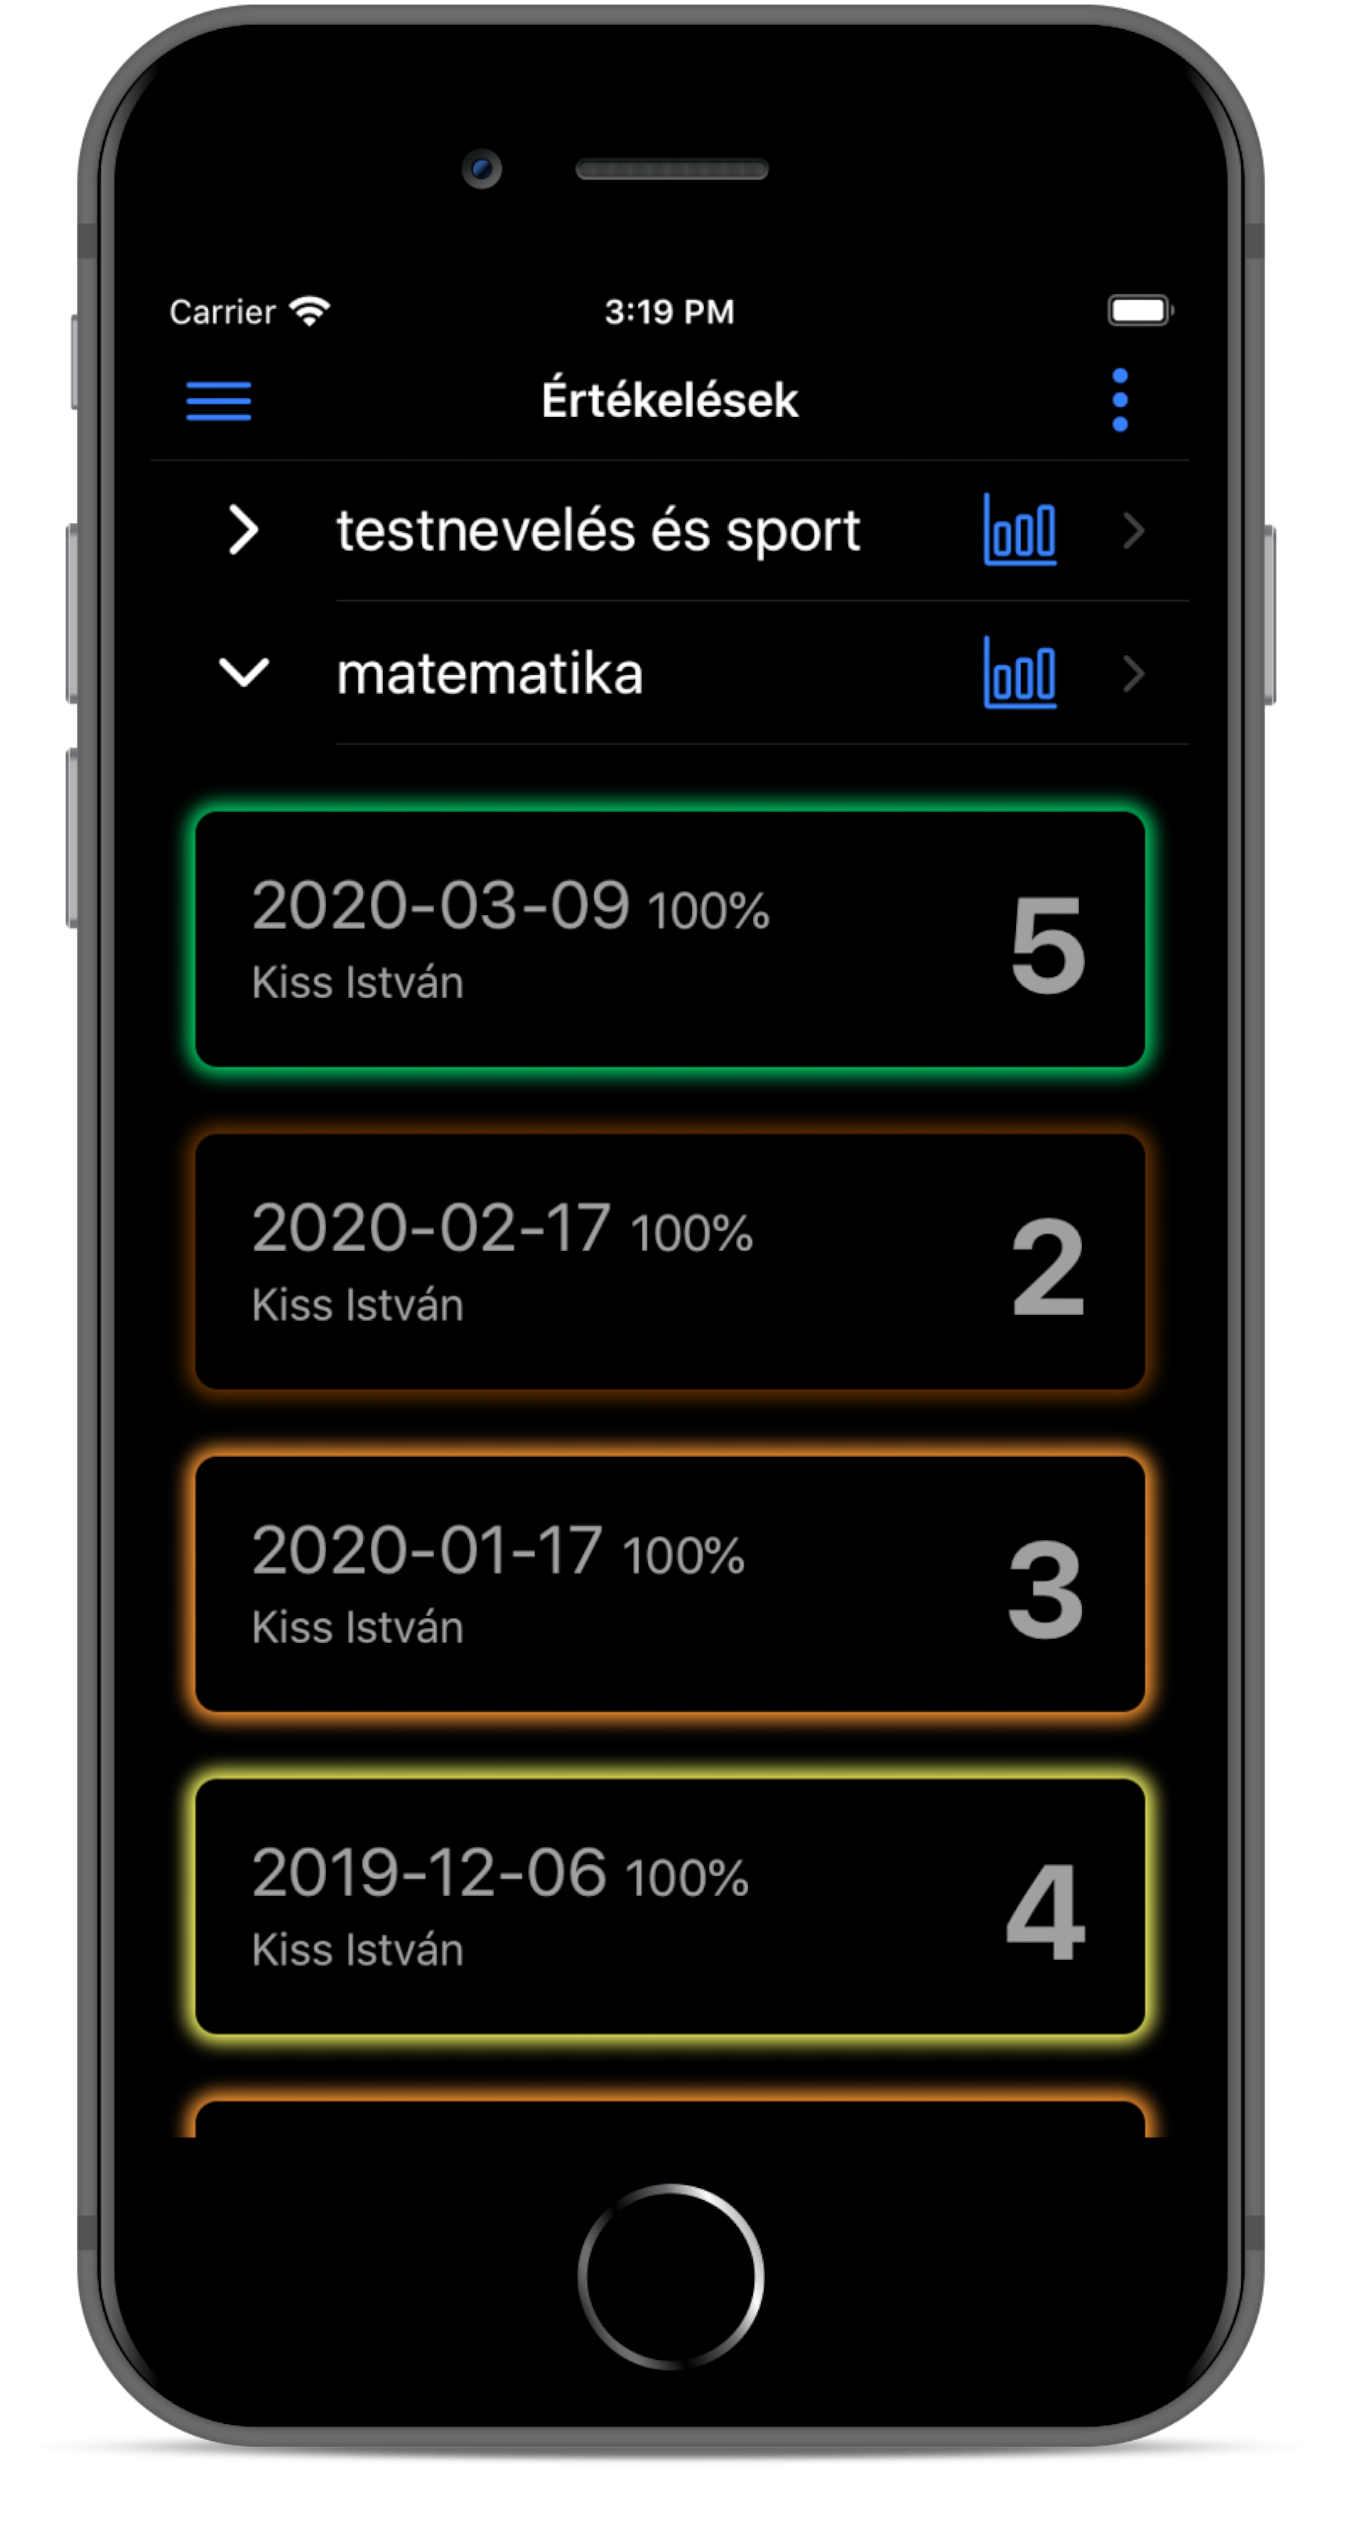 Carrier 3:19 PM
Értékelések
testnevelés és sport
matematika
2020-03-09 100%
Kiss István
5
2020-02-17 100%
Kiss István
2
2020-01-17 100%
Kiss István
3
2019-12-06 100%
Kiss István
4